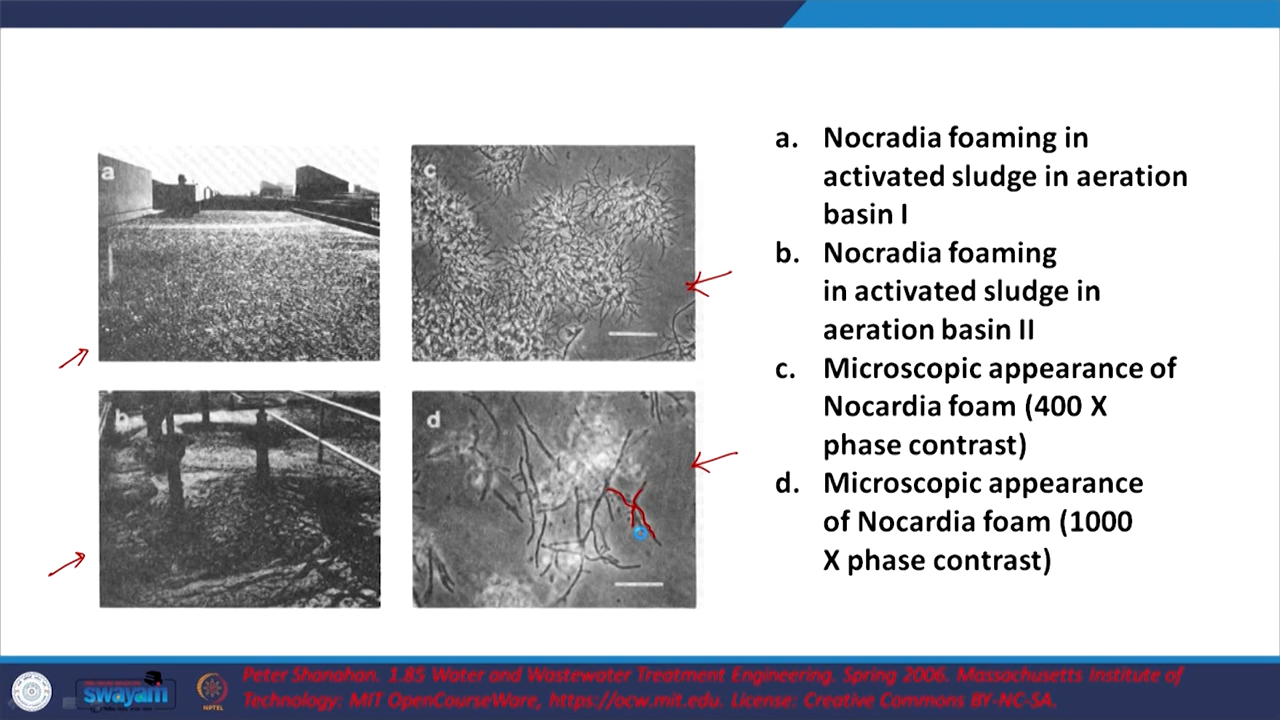 a. Nocradia foaming in
activated sludge in aeration
basin I
b. Nocradia foaming
in activated sludge in
aeration basin II
c. Microscopic appearance of
Nocardia foam (400 X
phase contrast)
d. Microscopic appearance
of Nocardia foam (1000
X phase contrast)
a
c
b
d
Peter Shanahan. 1.85 Water and Wastewater Treatment Engineering. Spring 2006. Massachusetts Institute of
Technology: MIT OpenCourseWare, https://ocw.mit.edu. License: Creative Commons BY-NC-SA.
swayam
NPTEL